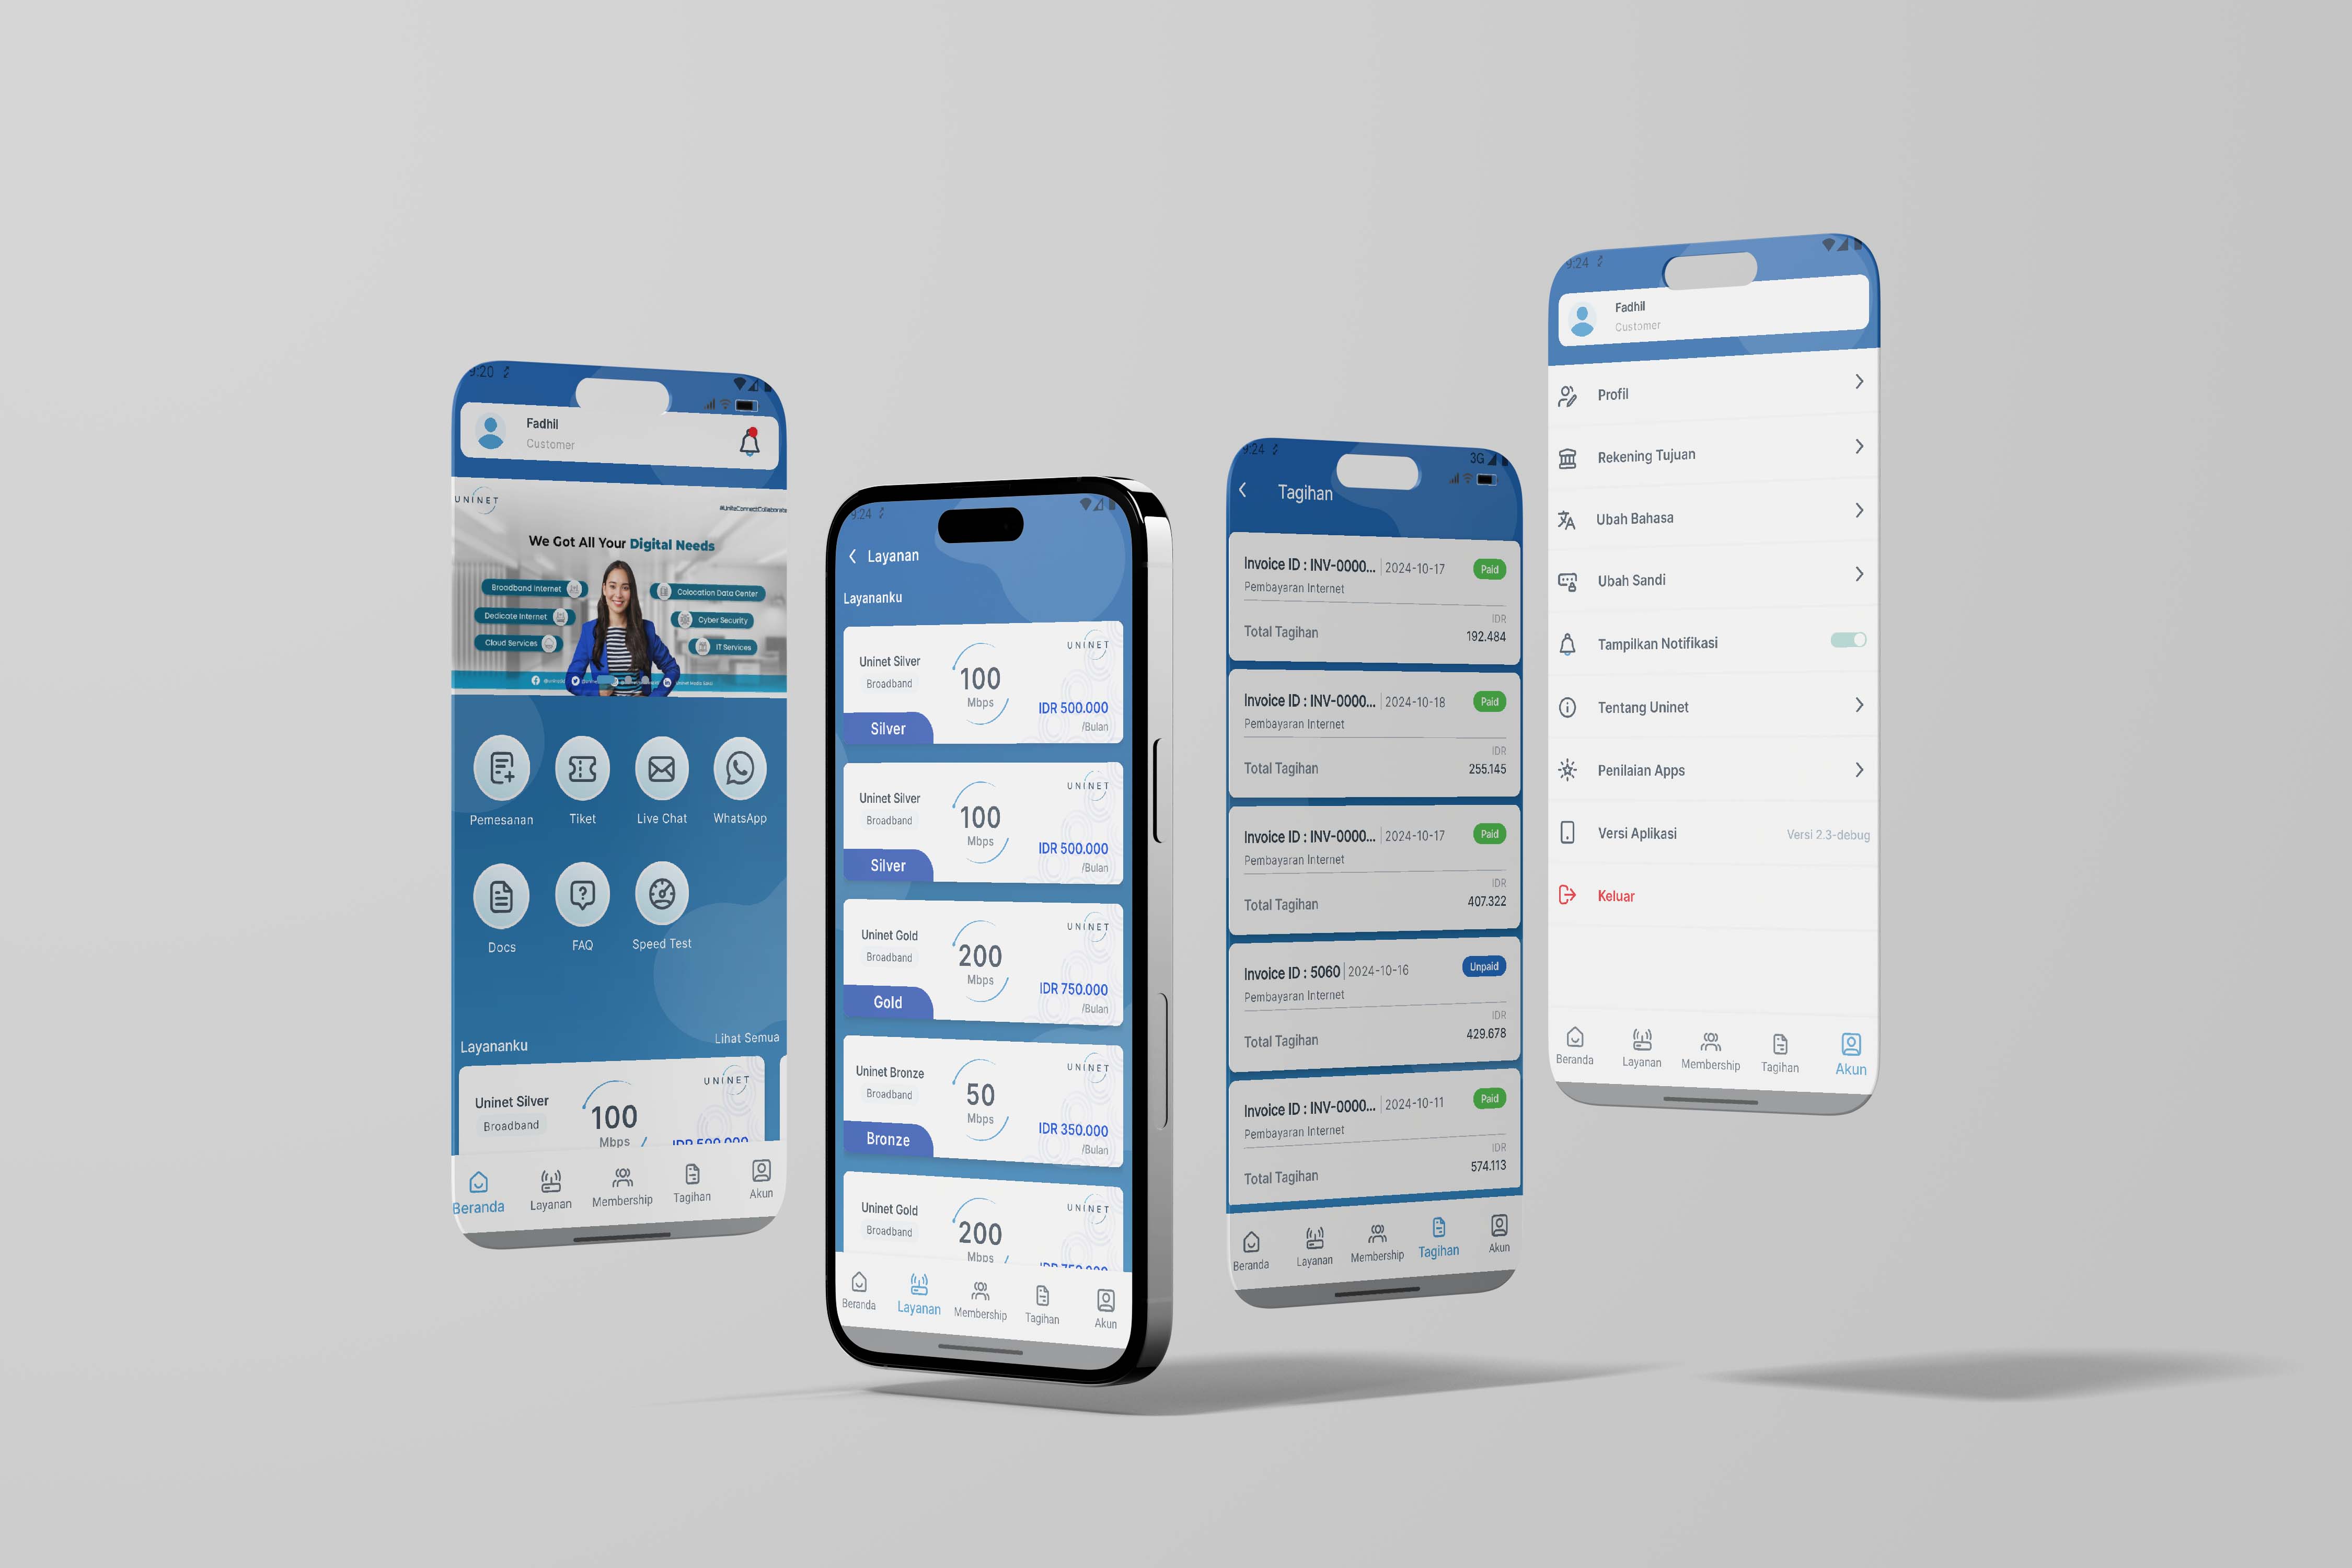 9:20
Fadhil
Customer
UNINET
#UniteConnectCollaborate
We Got All Your Digital Needs
Broadband Internet
Colocation Data Center
Dedicate Internet
Cyber Security
Cloud Services
IT Services
Pemesanan
Tiket
Live Chat
WhatsApp
Docs
FAQ
Speed Test
Layananku
Lihat Semua
Uninet Silver
Broadband
100
Mbps
UNINET
IDR 500.000
Beranda
Layanan
Membership
Tagihan
Akun
9:24
Layanan
Layananku
Uninet Silver
Broadband
Silver
100
Mbps
UNINET
IDR 500.000
/Bulan
Uninet Silver
Broadband
Silver
100
Mbps
UNINET
IDR 500.000
/Bulan
Uninet Gold
Broadband
Gold
200
Mbps
UNINET
IDR 750.000
/Bulan
Uninet Bronze
Broadband
Bronze
50
Mbps
UNINET
IDR 350.000
/Bulan
Uninet Gold
Broadband
200
Mbps
UNINET
IDR 750.000
Beranda
Layanan
Membership
Tagihan
Akun
9:24
3G
Tagihan
Invoice ID : INV-0000... | 2024-10-17
Paid
Pembayaran Internet
IDR
Total Tagihan
192.484
Invoice ID : INV-0000... | 2024-10-18
Paid
Pembayaran Internet
IDR
Total Tagihan
255.145
Invoice ID : INV-0000... | 2024-10-17
Paid
Pembayaran Internet
IDR
Total Tagihan
407.322
Invoice ID : 5060 | 2024-10-16
Unpaid
Pembayaran Internet
IDR
Total Tagihan
429.678
Invoice ID : INV-0000... | 2024-10-11
Paid
Pembayaran Internet
IDR
Total Tagihan
574.113
Beranda
Layanan
Membership
Tagihan
Akun
9:24
Fadhil
Customer
Profil
Rekening Tujuan
Ubah Bahasa
Ubah Sandi
Tampilkan Notifikasi
Tentang Uninet
Penilaian Apps
Versi Aplikasi
Versi 2.3-debug
Keluar
Beranda
Layanan
Membership
Tagihan
Akun